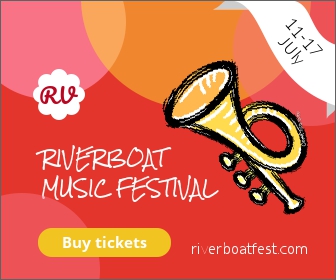 11-17
July
RV
RIVERBOAT
MUSIC FESTIVAL
Buy tickets
riverboatfest.com